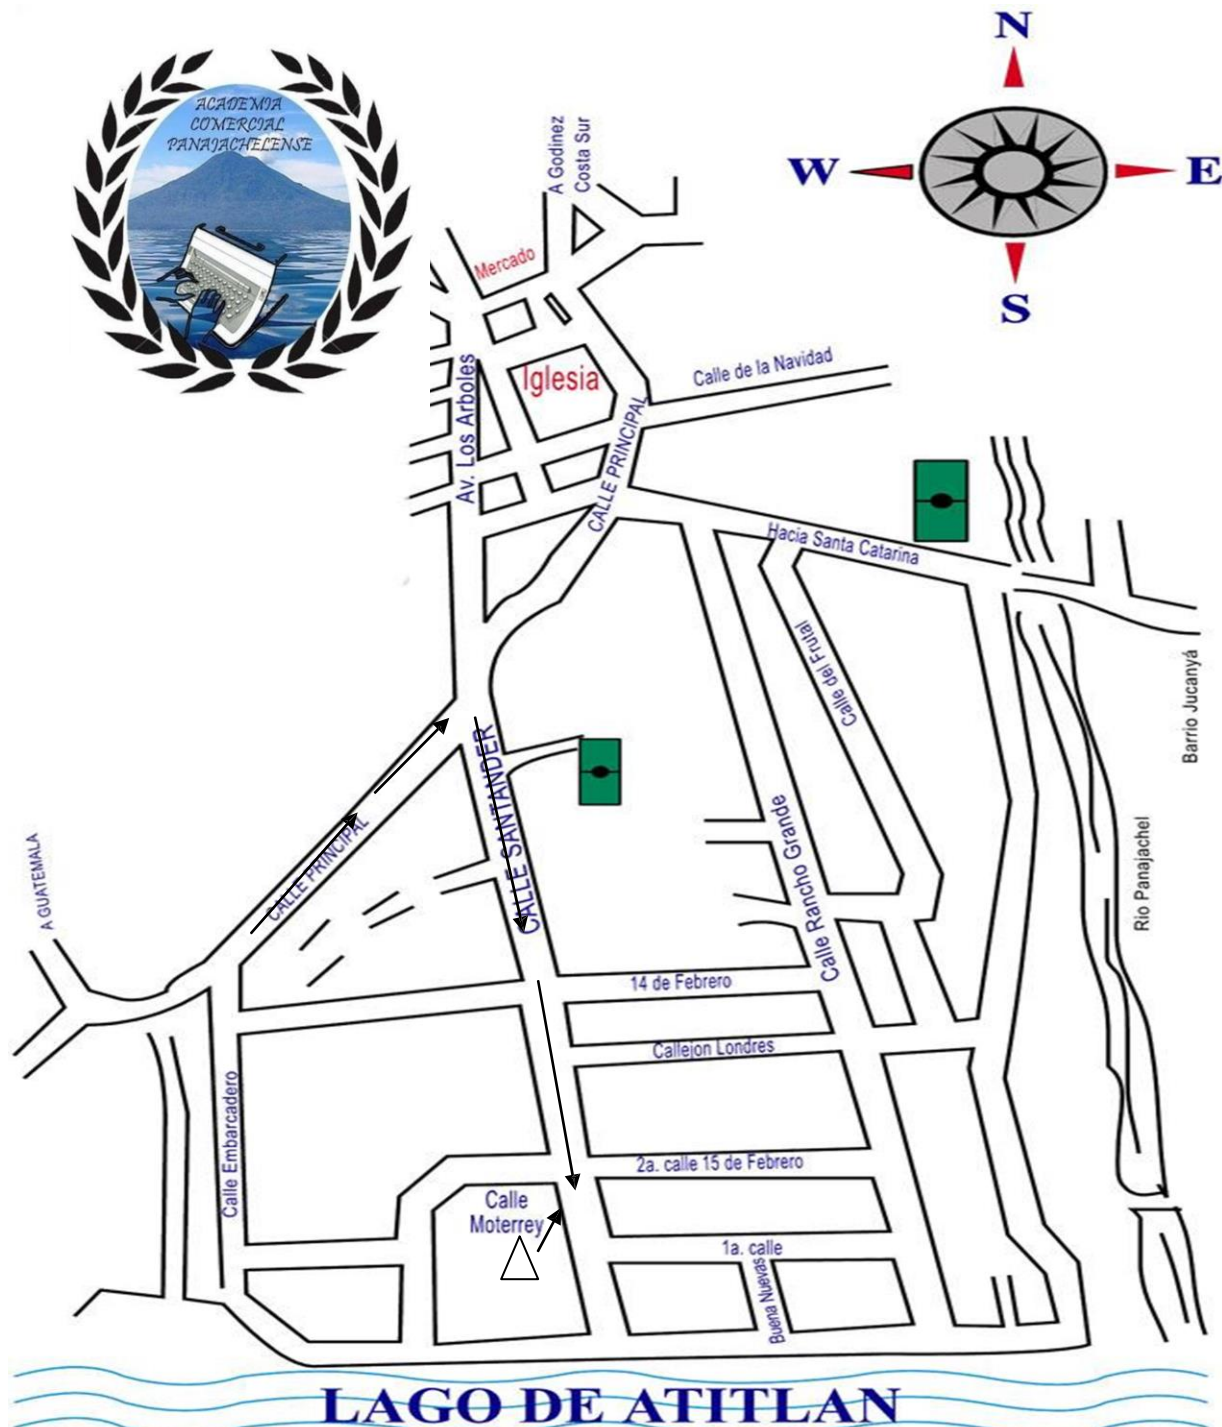 N
W
E
S
ACADEMIA
COMERCIAL
PANAJACHELENSE
A Godinez
Costa Sur
Mercado
Iglesia
Calle de la Navidad
Av. Los Arboles
CALLE PRINCIPAL
Hacia Santa Catarina
Calle del Frutal
Barrio Jucanyá
CALLE SANTANDER
CALLE PRINCIPAL
A GUATEMALA
Calle Rancho Grande
Rio Panajachel
14 de Febrero
Callejon Londres
Calle Embarcadero
2a. calle 15 de Febrero
Calle
Moterrey
1a. calle
Buena Nuevas
LAGO DE ATITLAN